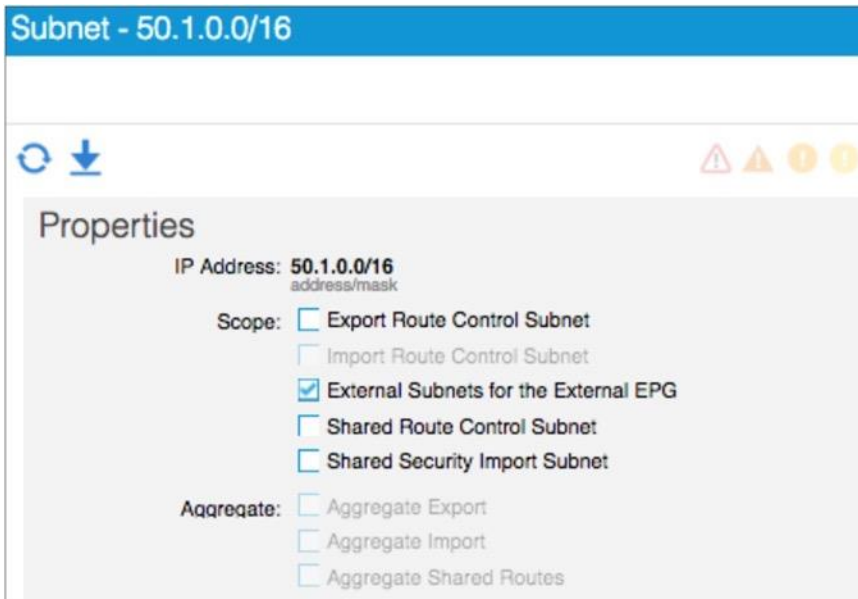 Subnet - 50.1.0.0/16
Properties
IP Address: 50.1.0.0/16
address/mask
Scope: Export Route Control Subnet
Import Route Control Subnet
External Subnets for the External EPG
Shared Route Control Subnet
Shared Security Import Subnet
Aggregate: Aggregate Export
Aggregate Import
Aggregate Shared Routes